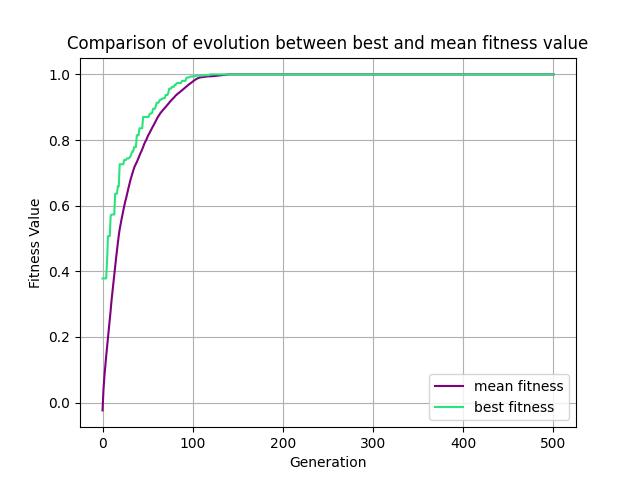 Comparison of evolution between best and mean fitness value
1.0
0.8
0.6
0.4
0.2
0.0
Fitness Value
mean fitness
best fitness
0 100 200 300 400 500
Generation